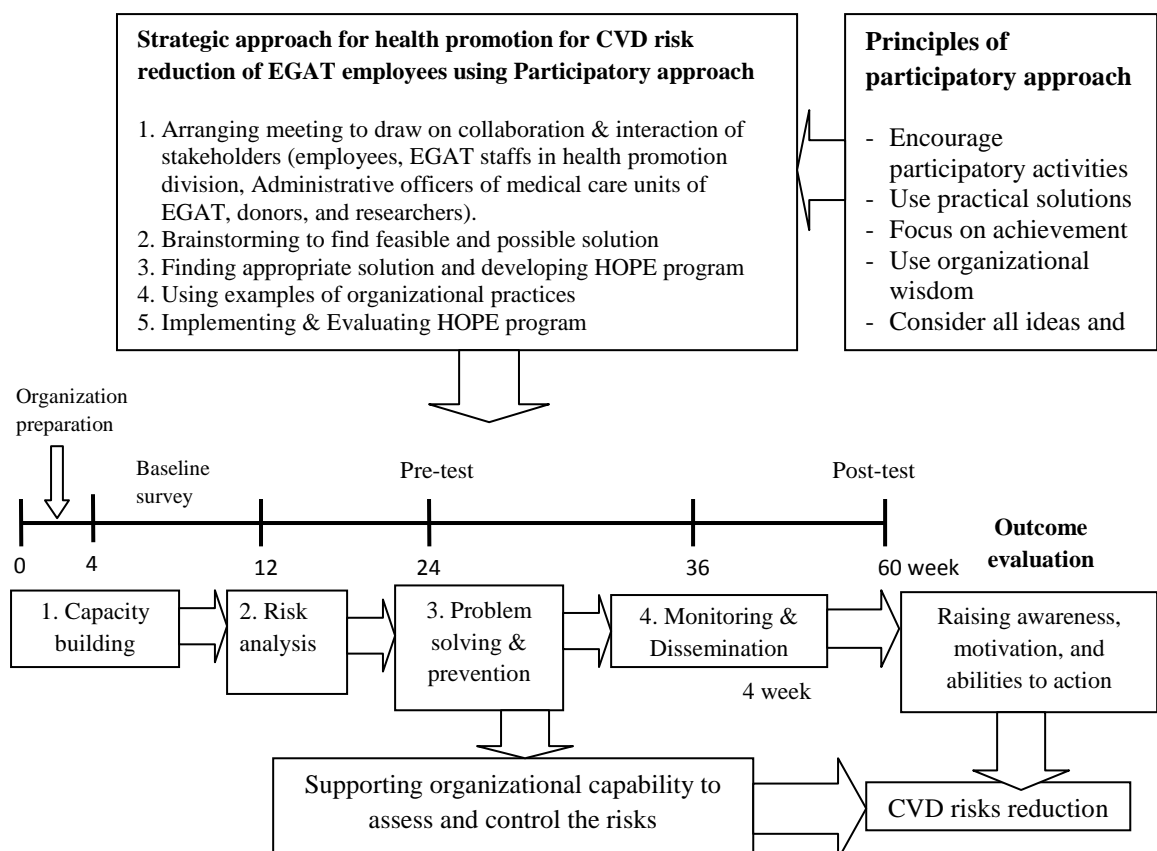 Strategic approach for health promotion for CVD risk
reduction of EGAT employees using Participatory approach
1. Arranging meeting to draw on collaboration & interaction of
stakeholders (employees, EGAT staffs in health promotion
division, Administrative officers of medical care units of
EGAT, donors, and researchers).
2. Brainstorming to find feasible and possible solution
3. Finding appropriate solution and developing HOPE program
4. Using examples of organizational practices
5. Implementing & Evaluating HOPE program
Principles of
participatory approach
- Encourage
participatory activities
- Use practical solutions
- Focus on achievement
- Use organizational
wisdom
- Consider all ideas and
Organization
preparation
Baseline
survey
Pre-test
Post-test
0
4
12
24
36
60 week
Outcome
evaluation
1. Capacity
building
2. Risk
analysis
3. Problem
solving &
prevention
4. Monitoring &
Dissemination
4 week
Raising awareness,
motivation, and
abilities to action
Supporting organizational capability to
assess and control the risks
CVD risks reduction